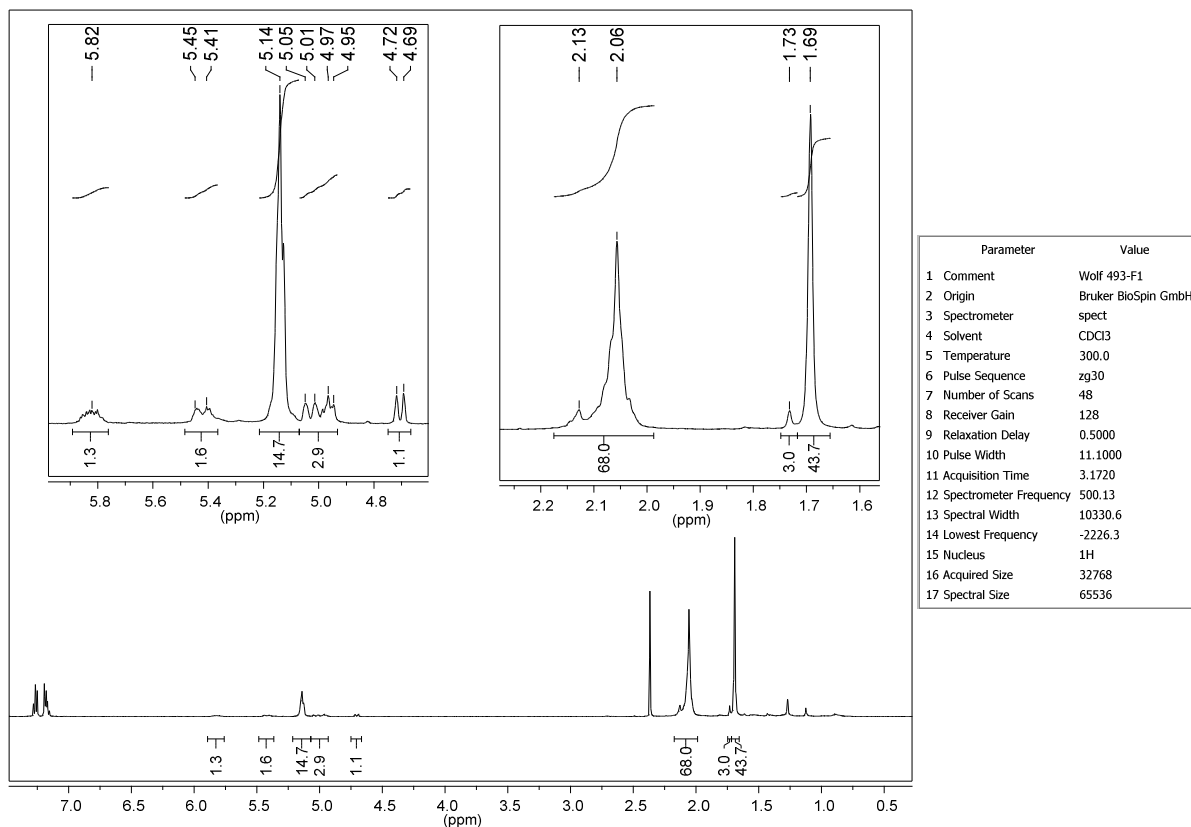 5.82
5.45
5.41
5.14
5.05
5.01
4.97
4.95
4.72
4.69
1.3
1.6
14.7
2.9
1.1
5.8 5.6 5.4 5.2 5.0 4.8
(ppm)
2.13
2.06
1.73
1.69
68.0
3.0
43.7
2.2 2.1 2.0 1.9 1.8 1.7 1.6
(ppm)
1.3
1.6
14.7
2.9
1.1
68.0
3.0
43.7
7.0 6.5 6.0 5.5 5.0 4.5 4.0 3.5 3.0 2.5 2.0 1.5 1.0 0.5
(ppm)
Parameter Value
1 Comment Wolf 493-F1
2 Origin Bruker BioSpin GmbH
3 Spectrometer spect
4 Solvent CDCl3
5 Temperature 300.0
6 Pulse Sequence zg30
7 Number of Scans 48
8 Receiver Gain 128
9 Relaxation Delay 0.5000
10 Pulse Width 11.1000
11 Acquisition Time 3.1720
12 Spectrometer Frequency 500.13
13 Spectral Width 10330.6
14 Lowest Frequency -2226.3
15 Nucleus 1H
16 Acquired Size 32768
17 Spectral Size 65536